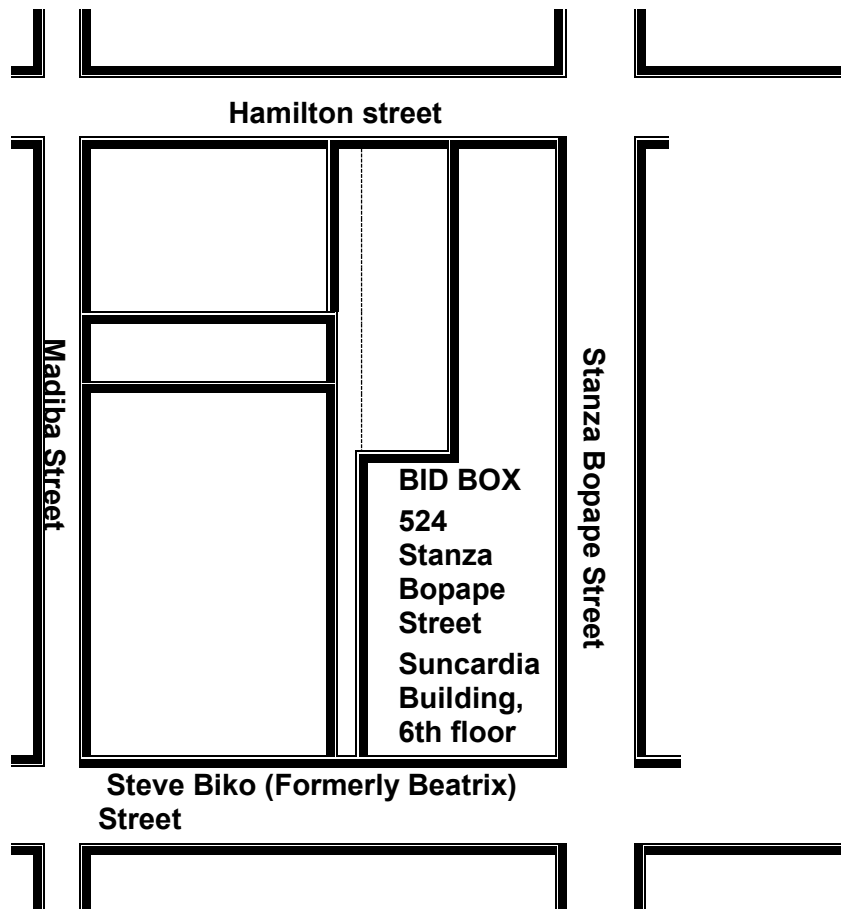 Hamilton street
Madiba Street
Stanza Bopape Street
BID BOX
524
Stanza
Bopape
Street
Suncardia
Building,
6th floor
Steve Biko (Formerly Beatrix)
Street